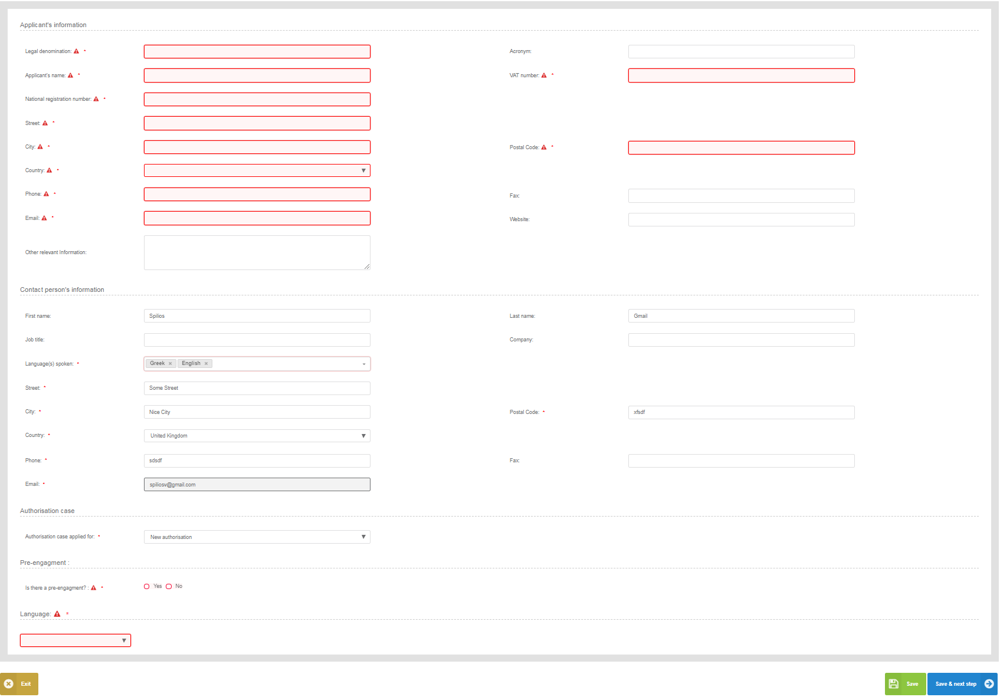 Applicant's information
Legal denomination: *
Acronym:
Applicant's name: *
VAT number: *
National registration number: *
Street: *
City: *
Postal Code: *
Country: *
Phone: *
Fax:
Email: *
Website:
Other relevant Information:
Contact person's information
First name: Spilios
Last name: Gmail
Job title:
Company:
Language(s) spoken: * Greek × English ×
Street: * Some Street
City: * Nice City
Postal Code: * xfsdf
Country: * United Kingdom
Phone: * sdsdf
Fax:
Email: * spiliosv@gmail.com
Authorisation case
Authorisation case applied for: * New authorisation
Pre-engagment :
Is there a pre-engagment? : * Yes No
Language: *
Exit
Save
Save & next step